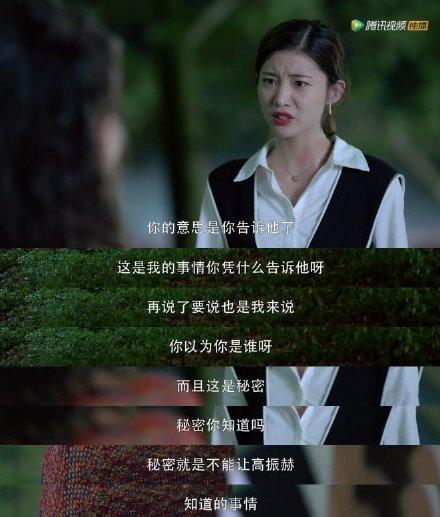 腾讯视频 独播
你的意思是你告诉他了
这是我的事情你凭什么告诉他呀
再说了要说也是我来说
你以为你是谁呀
而且这是秘密
秘密你知道吗
秘密就是不能让高振赫
知道的事情